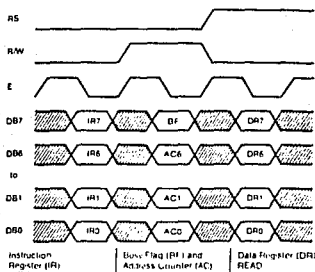 RS
R/W
E
DB7 IR7 BF DR7
DB6 IR6 AC6 DR6
to
DB1 IR1 AC1 DR1
DB0 IR0 AC0 DR0
Instruction Register (IR)
Busy Flag (BF) and Address Counter (AC)
Data Register (DR) READ